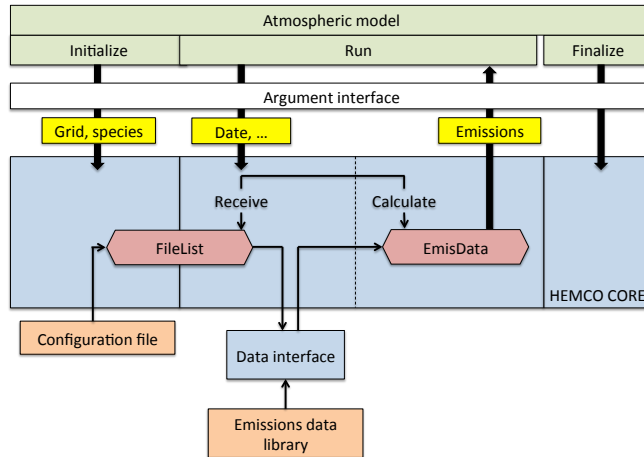 Atmospheric model
Initialize
Run
Finalize
Argument interface
Grid, species
Date, ...
Emissions
Receive
Calculate
FileList
EmisData
HEMCO CORE
Configuration file
Data interface
Emissions data
library